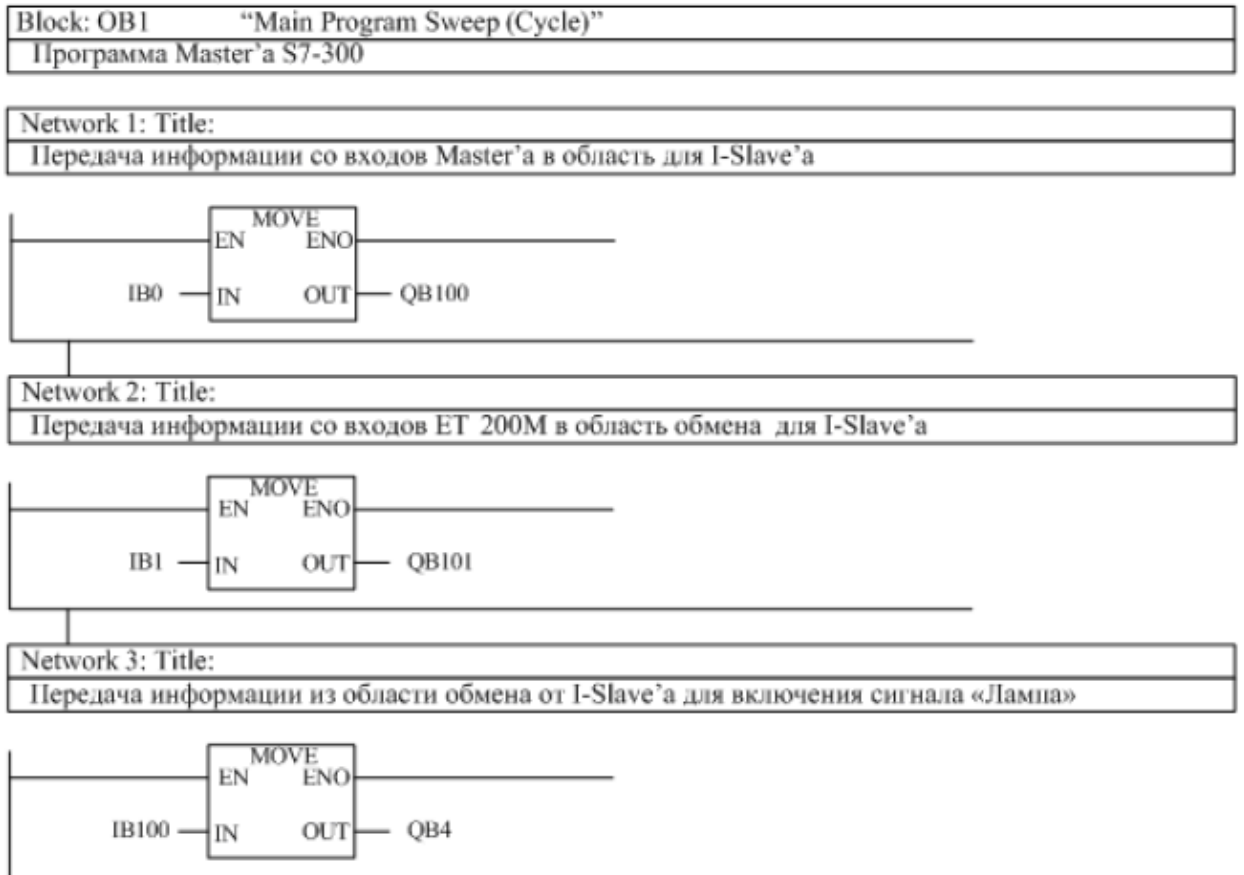 Block: OB1 “Main Program Sweep (Cycle)”
Программа Master’а S7-300
Network 1: Title:
Передача информации со входов Master’а в область для I-Slave’а
MOVE
EN ENO
IB0 IN OUT QB100
Network 2: Title:
Передача информации со входов ET 200M в область обмена для I-Slave’а
MOVE
EN ENO
IB1 IN OUT QB101
Network 3: Title:
Передача информации из области обмена от I-Slave’а для включения сигнала «Лампа»
MOVE
EN ENO
IB100 IN OUT QB4